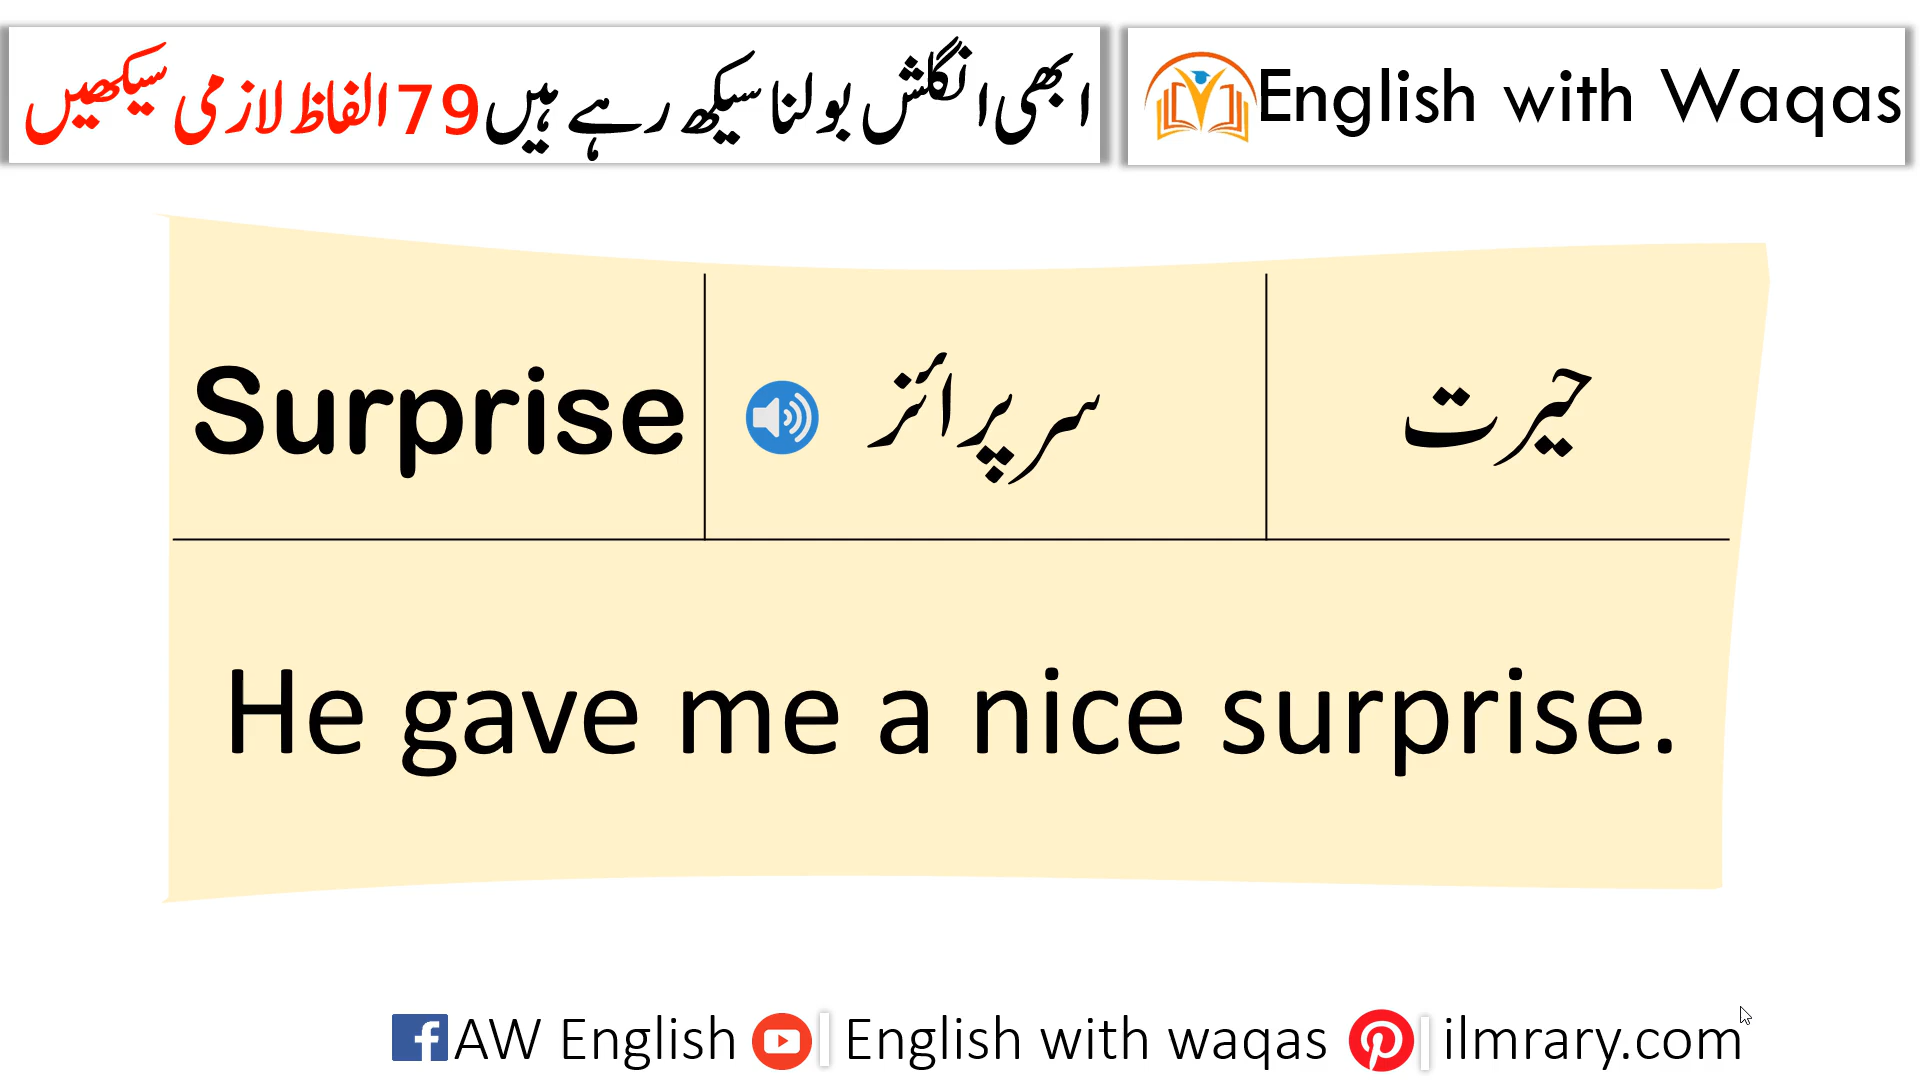 ابھی انگلش بولنا سیکھ رہے ہیں 79 الفاظ لازمی سیکھیں
English with Waqas
Surprise
سرپرائز
حیرت
He gave me a nice surprise.
AW English | English with waqas | ilmrary.com